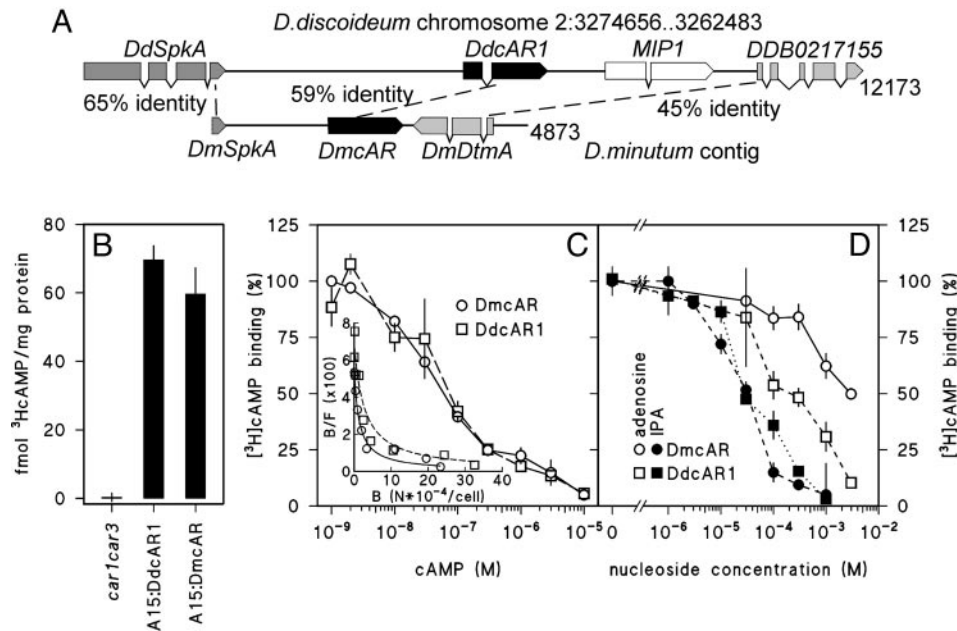 A
D.discoideum chromosome 2:3274656..3262483
DdSpkA
DdcAR1
MIP1
DDB0217155
65% identity
59% identity
45% identity
12173
4873
DmSpkA
DmcAR
DmDtmA
D.minutum contig
B
fmol ³HcAMP/mg protein
80
60
40
20
0
car1car3
A15:DdcAR1
A15:DmcAR
C
[³H]cAMP binding (%)
125
100
75
50
25
0
DmcAR
DdcAR1
B/F (x100)
8
6
4
2
0
0 10 20 30 40
B (N*10⁻⁴/cell)
10⁻⁹ 10⁻⁸ 10⁻⁷ 10⁻⁶ 10⁻⁵
cAMP (M)
D
adenosine
IPA
DmcAR
DdcAR1
0 10⁻⁶ 10⁻⁵ 10⁻⁴ 10⁻³ 10⁻²
nucleoside concentration (M)
125
100
75
50
25
0
[³H]cAMP binding (%)